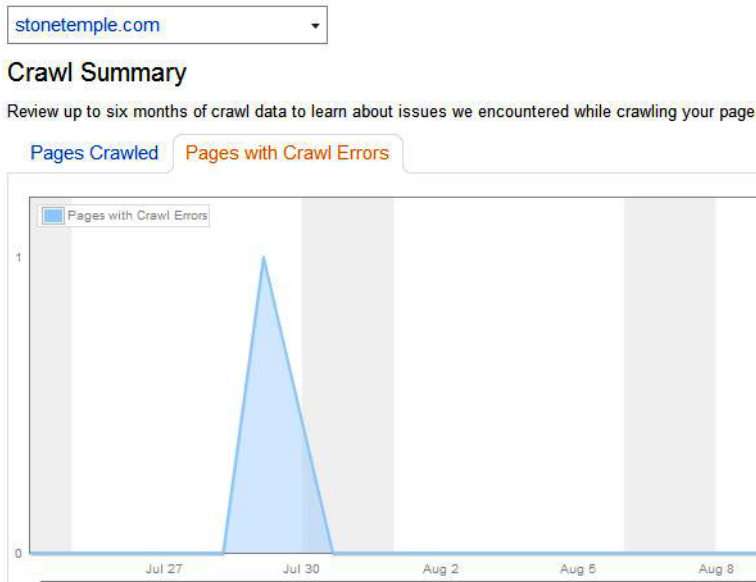 stonetemple.com
Crawl Summary
Review up to six months of crawl data to learn about issues we encountered while crawling your page
Pages Crawled Pages with Crawl Errors
Pages with Crawl Errors
1
0
Jul 27 Jul 30 Aug 2 Aug 5 Aug 8